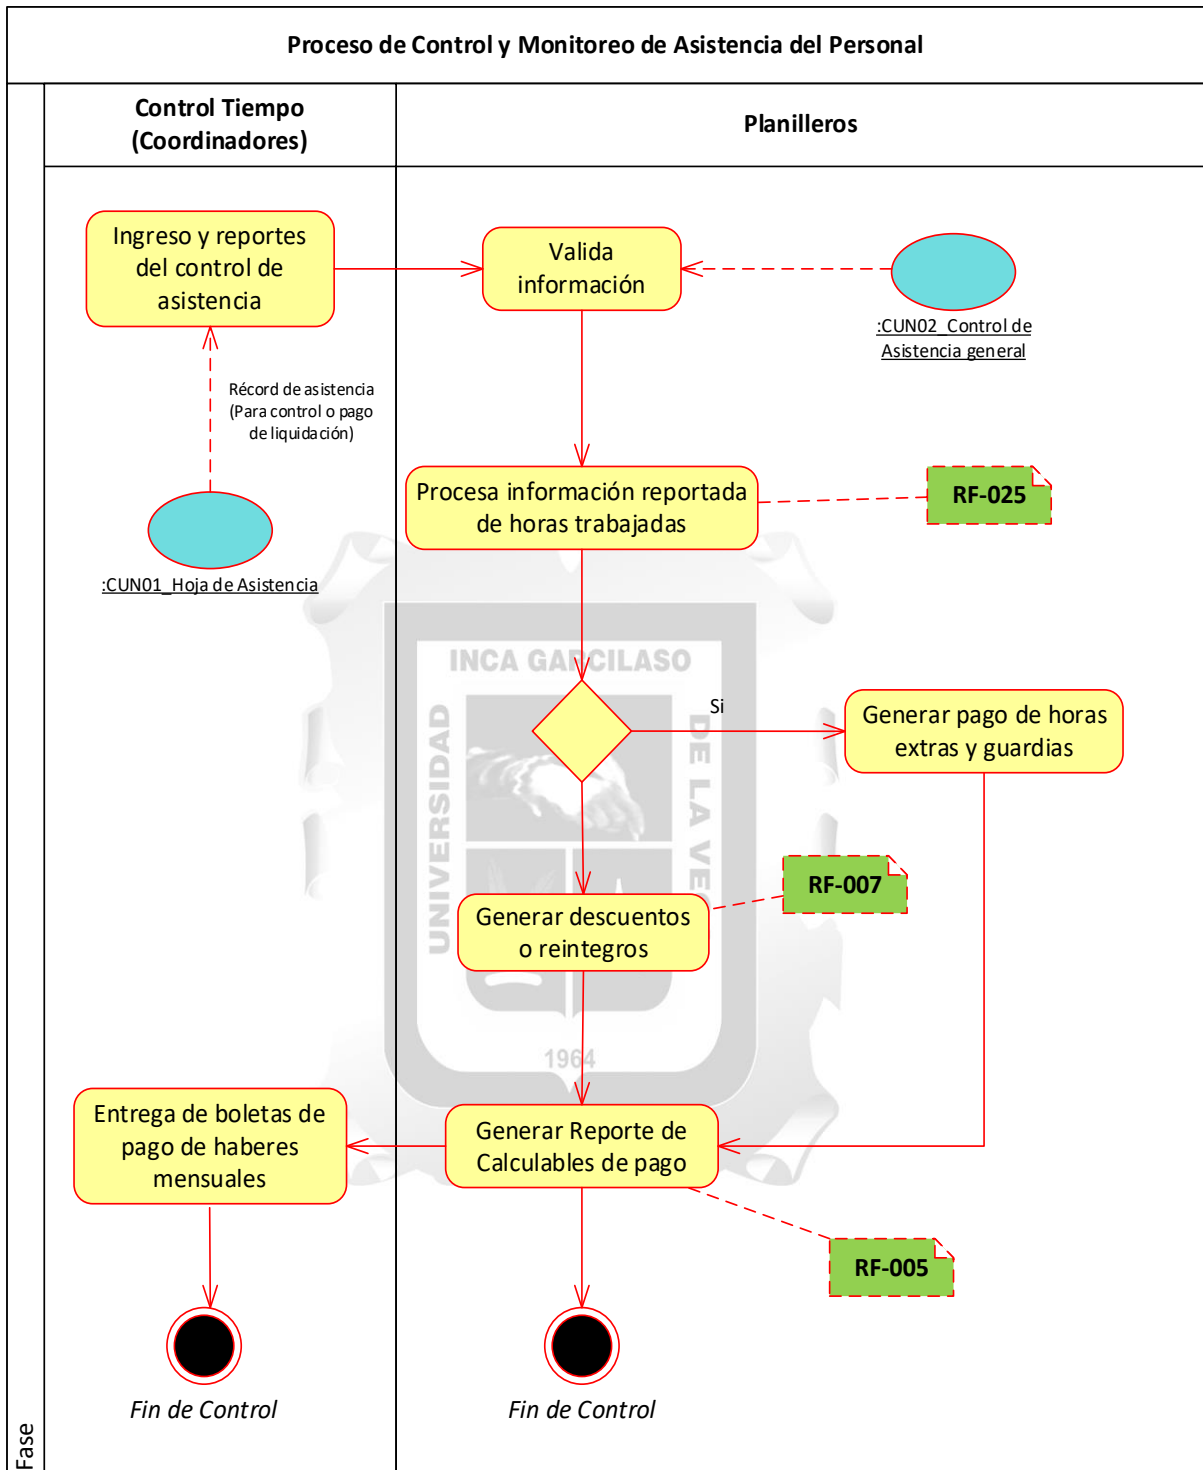 Proceso de Control y Monitoreo de Asistencia del Personal
Control Tiempo
(Coordinadores)
Planilleros
Ingreso y reportes
del control de
asistencia
Valida
información
:CUN02_Control de
Asistencia general
Récord de asistencia
(Para control o pago
de liquidación)
Procesa información reportada
de horas trabajadas
RF-025
:CUN01_Hoja de Asistencia
INCA GARCILASO
UNIVERSIDAD
DE LA VEG
Si
Generar pago de horas
extras y guardias
RF-007
Generar descuentos
o reintegros
1964
Entrega de boletas de
pago de haberes
mensuales
Generar Reporte de
Calculables de pago
RF-005
Fin de Control
Fin de Control
Fase